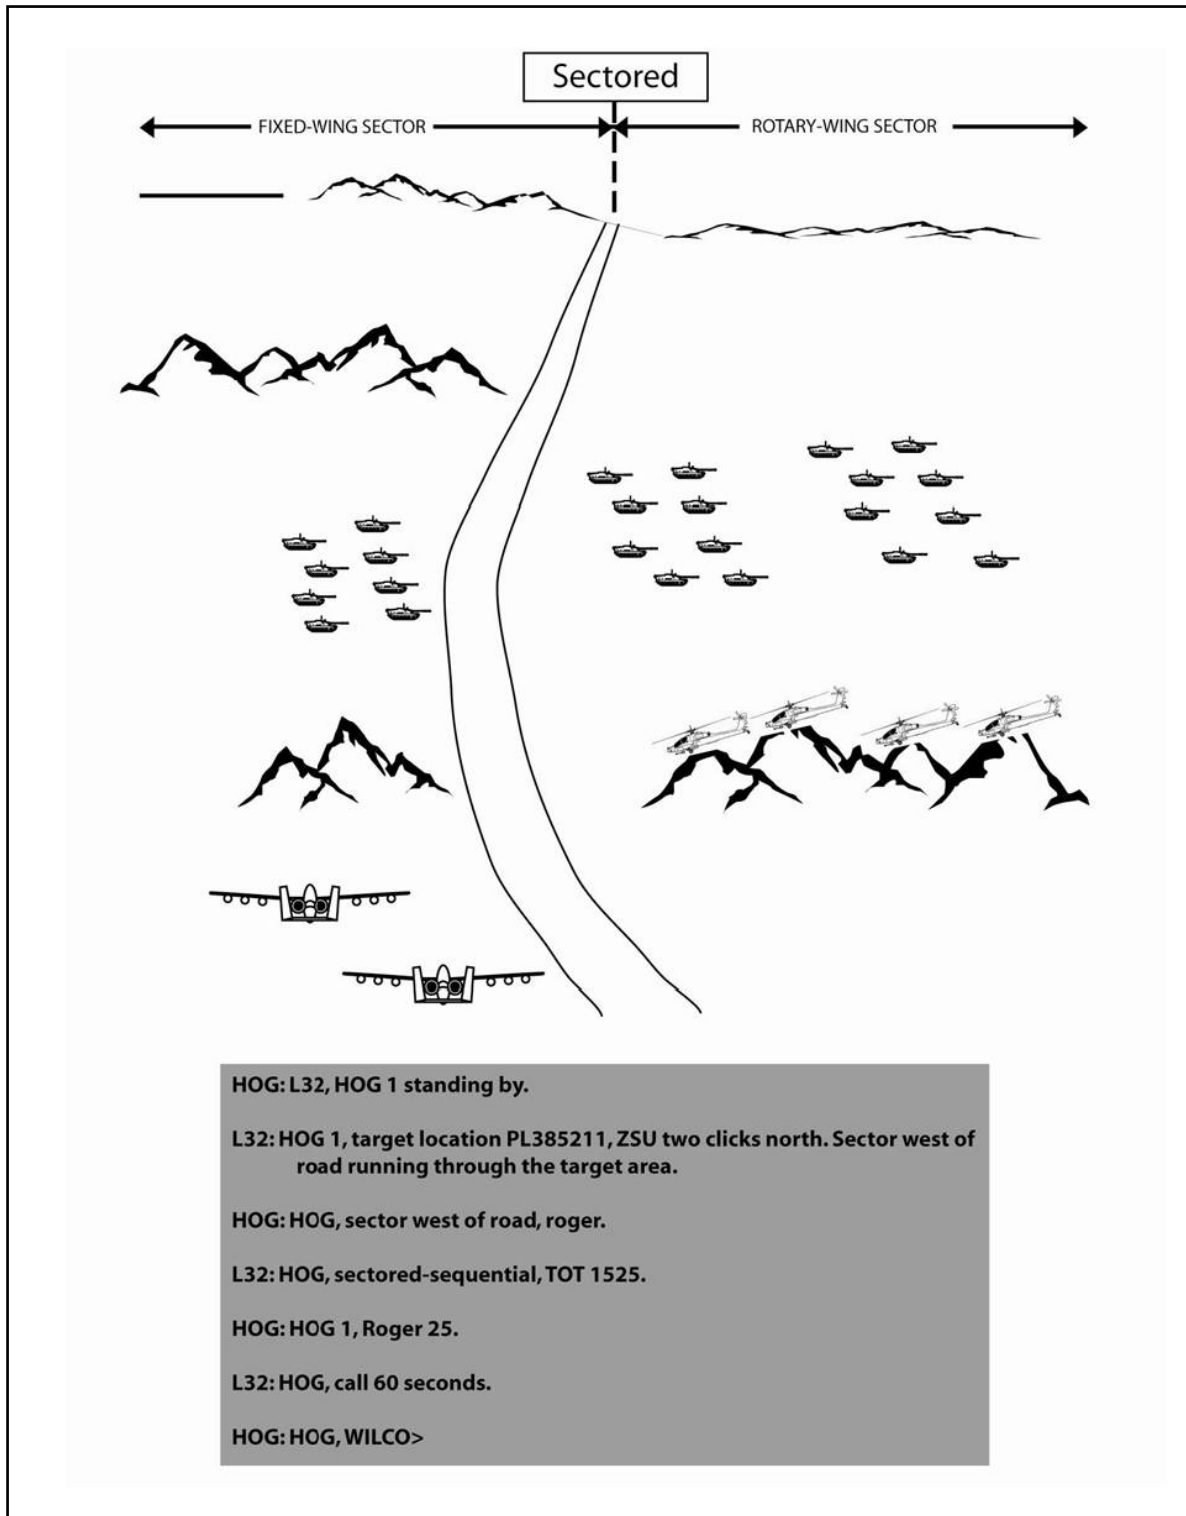 Sectored
FIXED-WING SECTOR
ROTARY-WING SECTOR
HOG: L32, HOG 1 standing by.
L32: HOG 1, target location PL385211, ZSU two clicks north. Sector west of
road running through the target area.
HOG: HOG, sector west of road, roger.
L32: HOG, sectored-sequential, TOT 1525.
HOG: HOG 1, Roger 25.
L32: HOG, call 60 seconds.
HOG: HOG, WILCO>